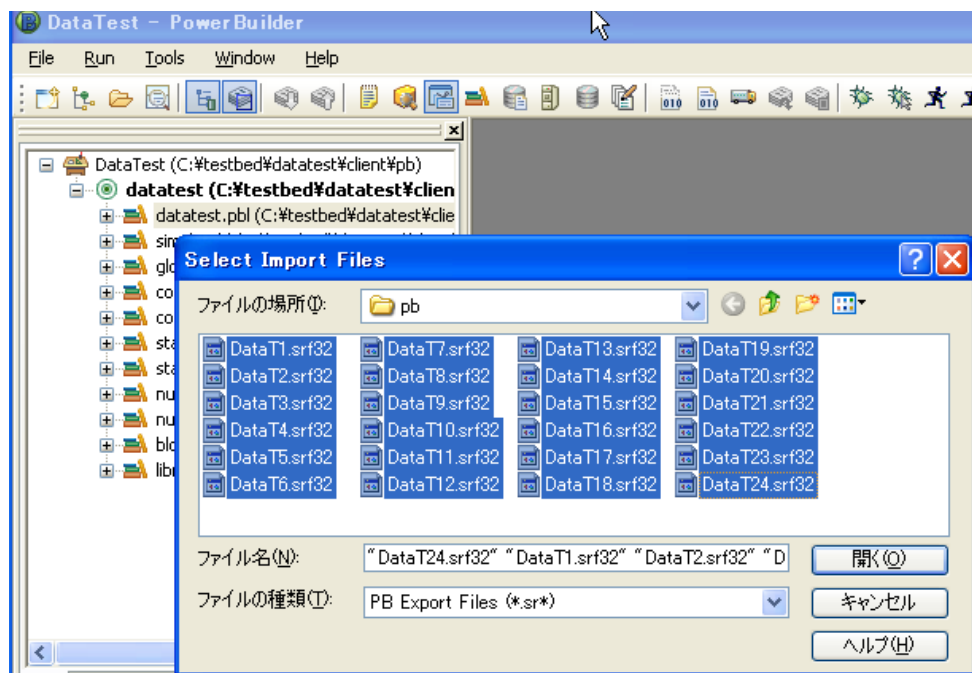 DataTest - PowerBuilder
File Run Tools Window Help
DataTest (C:¥testbed¥datatest¥client¥pb)
datatest (C:¥testbed¥datatest¥clien
datatest.pbl (C:¥testbed¥datatest¥clie
Select Import Files
ファイルの場所(I): pb
DataT1.srf32 DataT7.srf32 DataT13.srf32 DataT19.srf32
DataT2.srf32 DataT8.srf32 DataT14.srf32 DataT20.srf32
DataT3.srf32 DataT9.srf32 DataT15.srf32 DataT21.srf32
DataT4.srf32 DataT10.srf32 DataT16.srf32 DataT22.srf32
DataT5.srf32 DataT11.srf32 DataT17.srf32 DataT23.srf32
DataT6.srf32 DataT12.srf32 DataT18.srf32 DataT24.srf32
ファイル名(N): "DataT24.srf32" "DataT1.srf32" "DataT2.srf32" "D 開く(O)
ファイルの種類(T): PB Export Files (*.sr*) キャンセル
ヘルプ(H)